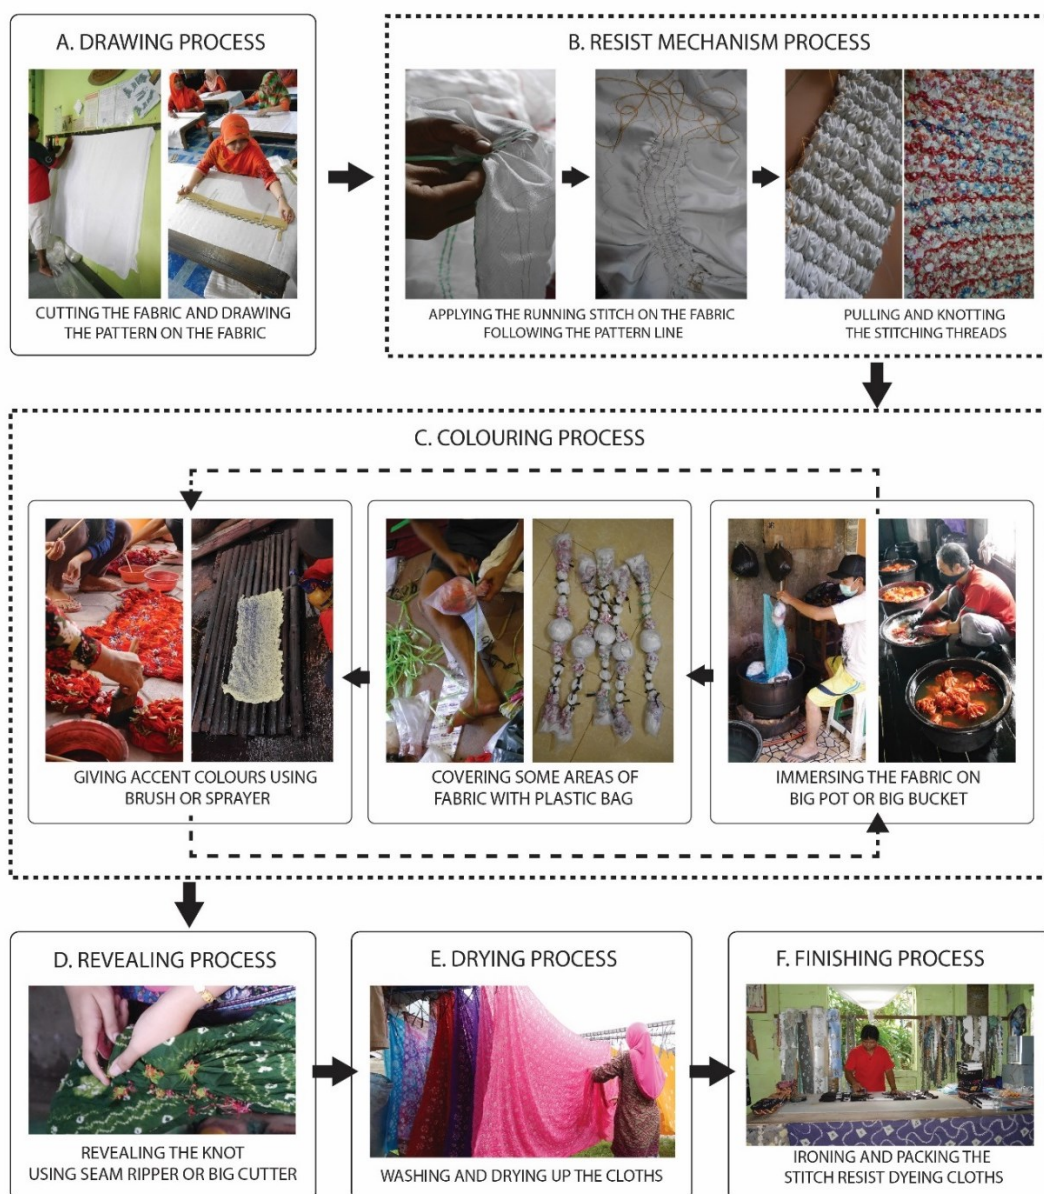 A. DRAWING PROCESS
CUTTING THE FABRIC AND DRAWING
THE PATTERN ON THE FABRIC
B. RESIST MECHANISM PROCESS
APPLYING THE RUNNING STITCH ON THE FABRIC
FOLLOWING THE PATTERN LINE
PULLING AND KNOTTING
THE STITCHING THREADS
C. COLOURING PROCESS
GIVING ACCENT COLOURS USING
BRUSH OR SPRAYER
COVERING SOME AREAS OF
FABRIC WITH PLASTIC BAG
IMMERSING THE FABRIC ON
BIG POT OR BIG BUCKET
D. REVEALING PROCESS
REVEALING THE KNOT
USING SEAM RIPPER OR BIG CUTTER
E. DRYING PROCESS
WASHING AND DRYING UP THE CLOTHS
F. FINISHING PROCESS
IRONING AND PACKING THE
STITCH RESIST DYEING CLOTHS